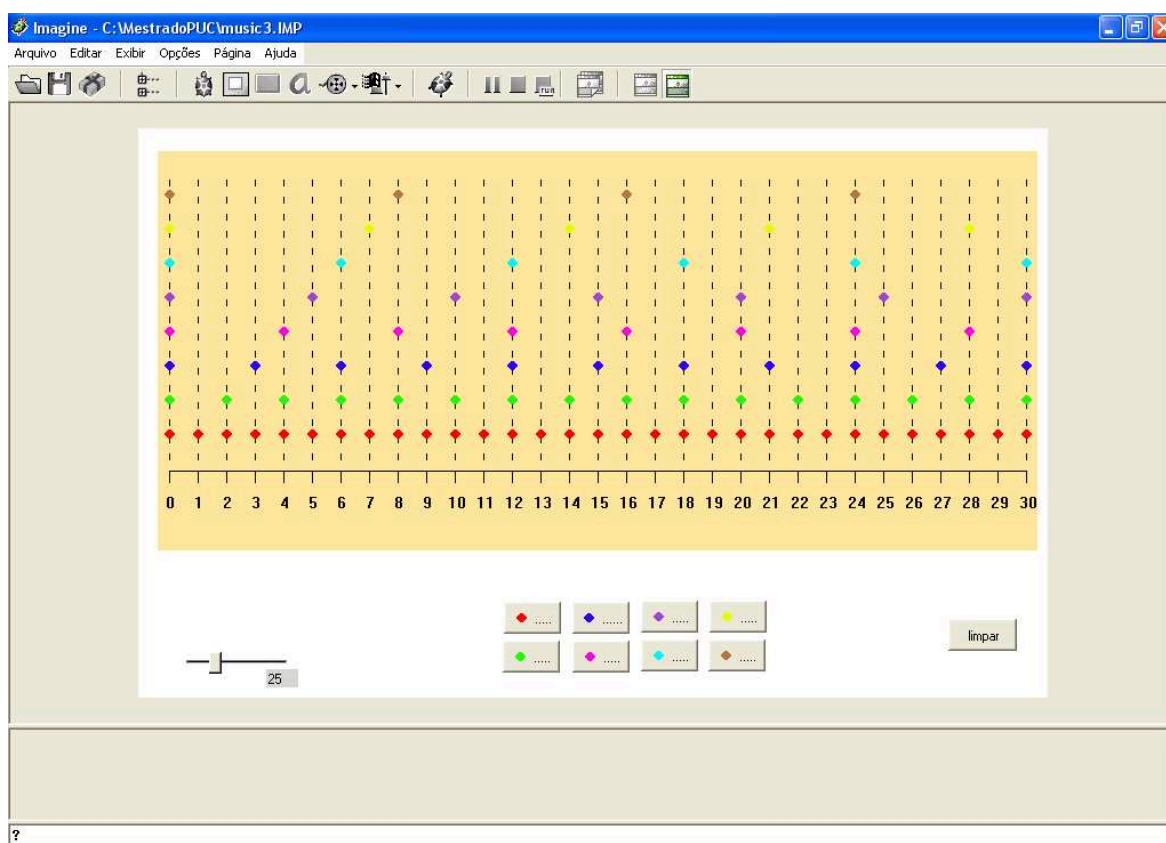 Imagine - C:\MestradoPUC\music3.IMP
Arquivo Editar Exibir Opções Página Ajuda
run
0 1 2 3 4 5 6 7 8 9 10 11 12 13 14 15 16 17 18 19 20 21 22 23 24 25 26 27 28 29 30
..... ...... ..... .....
..... ..... ..... .....
limpar
25
?